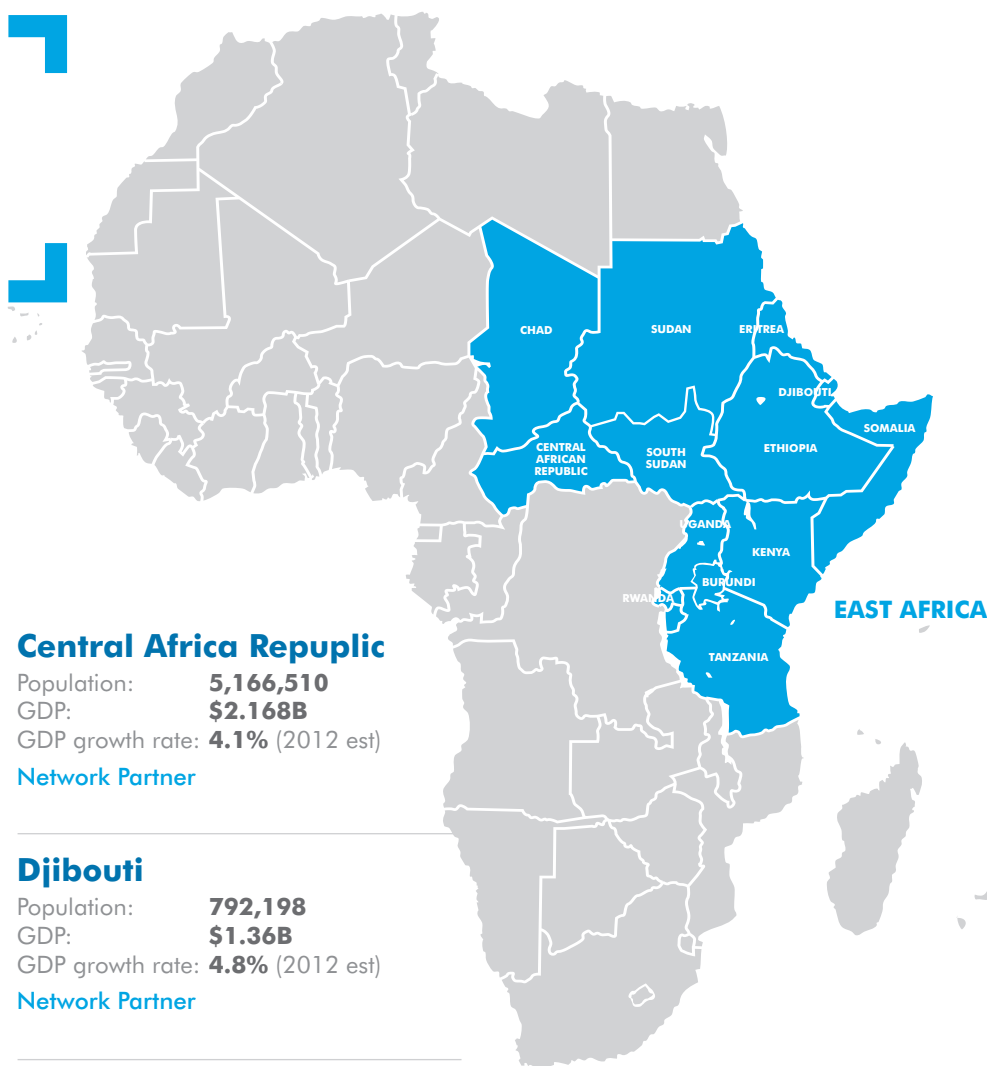 CHAD
SUDAN
ERITREA
DJIBOUTI
SOMALIA
ETHIOPIA
CENTRAL
AFRICAN
REPUBLIC
SOUTH
SUDAN
UGANDA
KENYA
BURUNDI
RWANDA
EAST AFRICA
TANZANIA
Central Africa Repuplic
Population: 5,166,510
GDP: $2.168B
GDP growth rate: 4.1% (2012 est)
Network Partner
Djibouti
Population: 792,198
GDP: $1.36B
GDP growth rate: 4.8% (2012 est)
Network Partner